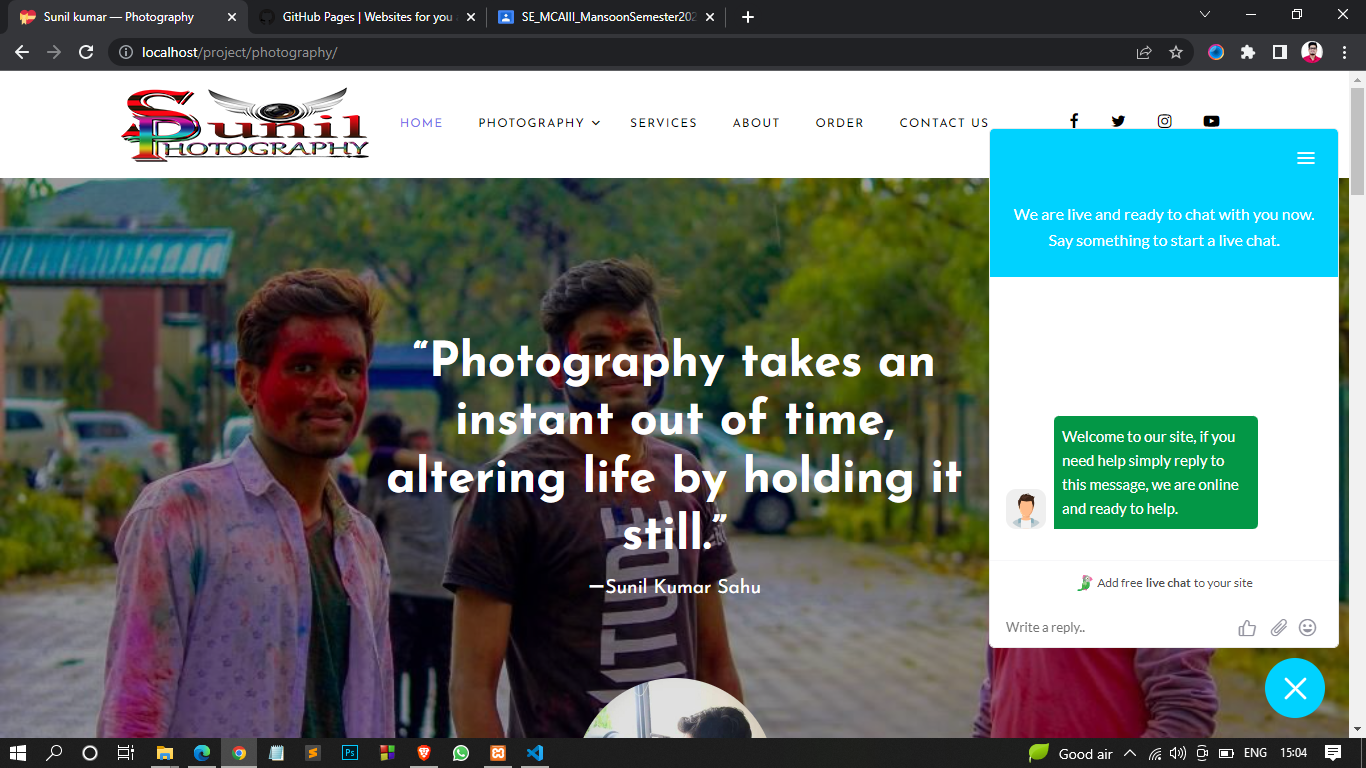 Sunil kumar — Photography
GitHub Pages | Websites for you
SE_MCAIII_MansoonSemester202
localhost/project/photography/
Sunil
PHOTOGRAPHY
HOME
PHOTOGRAPHY
SERVICES
ABOUT
ORDER
CONTACT US
We are live and ready to chat with you now.
Say something to start a live chat.
“Photography takes an
instant out of time,
altering life by holding it
still.”
—Sunil Kumar Sahu
Welcome to our site, if you
need help simply reply to
this message, we are online
and ready to help.
Add free live chat to your site
Write a reply..
Good air
ENG
15:04